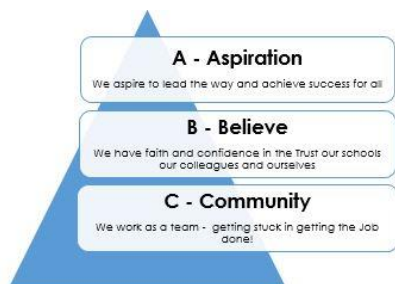 A - Aspiration
We aspire to lead the way and achieve success for all
B - Believe
We have faith and confidence in the Trust our schools
our colleagues and ourselves
C - Community
We work as a team - getting stuck in getting the Job
done!